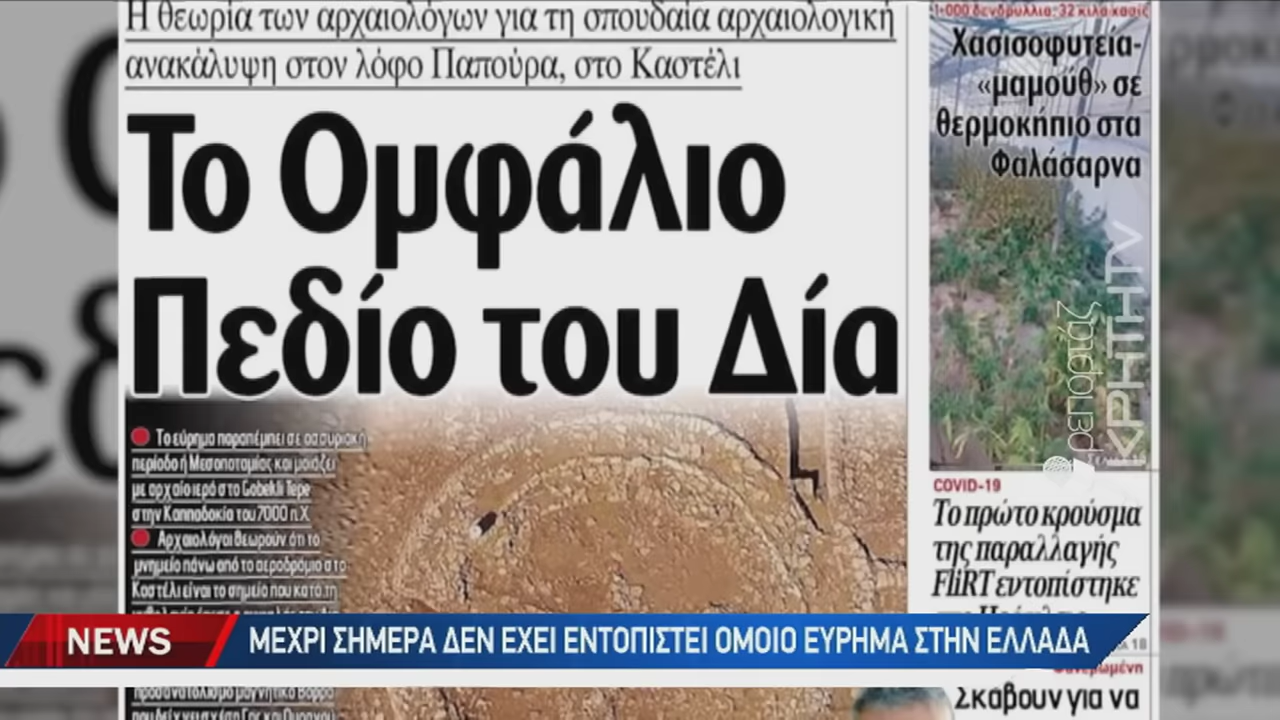 Η θεωρία των αρχαιολόγων για τη σπουδαία αρχαιολογική
ανακάλυψη στον λόφο Παπούρα, στο Καστέλι
Το Ομφάλιο
Πεδίο του Δία
Το εύρημα παραπέμπει σε ασσυριακή
περίοδο ή Μεσοποταμίας και μοιάζει
με αρχαίο ιερό στο Gobekli Tepe
στην Καππαδοκία του 7000 π.Χ.
Αρχαιολόγοι θεωρούν ότι το
μνημείο πάνω από το αεροδρόμιο στο
Καστέλι είναι το σημείο που κατά τη
1.000 δενδρύλλια, 32 κιλά χασίς
Χασισοφυτεία-
«μαμούθ» σε
θερμοκήπιο στα
Φαλάσαρνα
ρεπορτάζ
ΚΡΗΤΗ TV
COVID-19
Το πρώτο κρούσμα
της παραλλαγής
FliRT εντοπίστηκε
NEWS
ΜΕΧΡΙ ΣΗΜΕΡΑ ΔΕΝ ΕΧΕΙ ΕΝΤΟΠΙΣΤΕΙ ΟΜΟΙΟ ΕΥΡΗΜΑ ΣΤΗΝ ΕΛΛΑΔΑ
18
προσανατολισμό μαγνητικό Βορρά
Σκάβουν για να